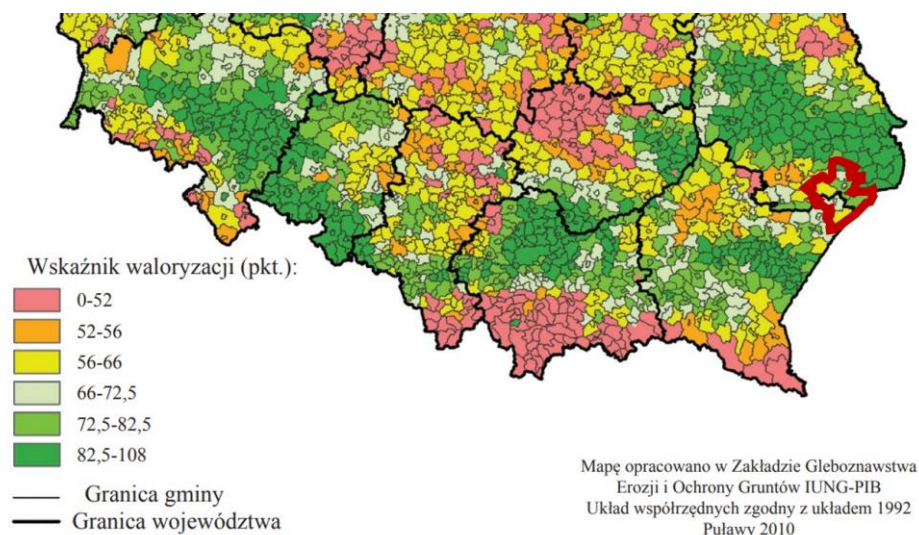 Wskaźnik waloryzacji (pkt.):
0-52
52-56
56-66
66-72,5
72,5-82,5
82,5-108
Granica gminy
Granica województwa
Mapę opracowano w Zakładzie Gleboznawstwa
Erozji i Ochrony Gruntów IUNG-PIB
Układ współrzędnych zgodny z układem 1992
Puławy 2010